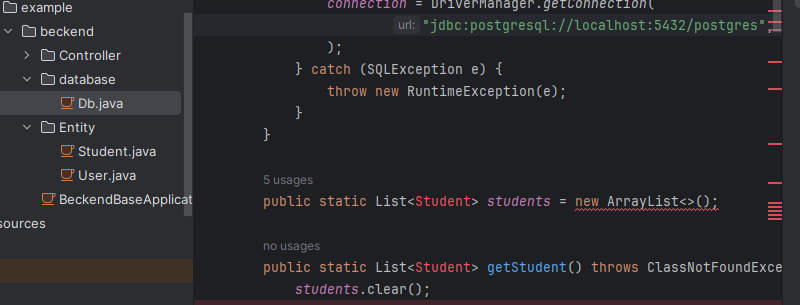 example
beckend
Controller
database
Db.java
Entity
Student.java
User.java
BeckendBaseApplicat
sources
connection = DriverManager.getConnection(
url: "jdbc:postgresql://localhost:5432/postgres",
);
} catch (SQLException e) {
throw new RuntimeException(e);
}
}
5 usages
public static List<Student> students = new ArrayList<>();
no usages
public static List<Student> getStudent() throws ClassNotFoundExce
students.clear();